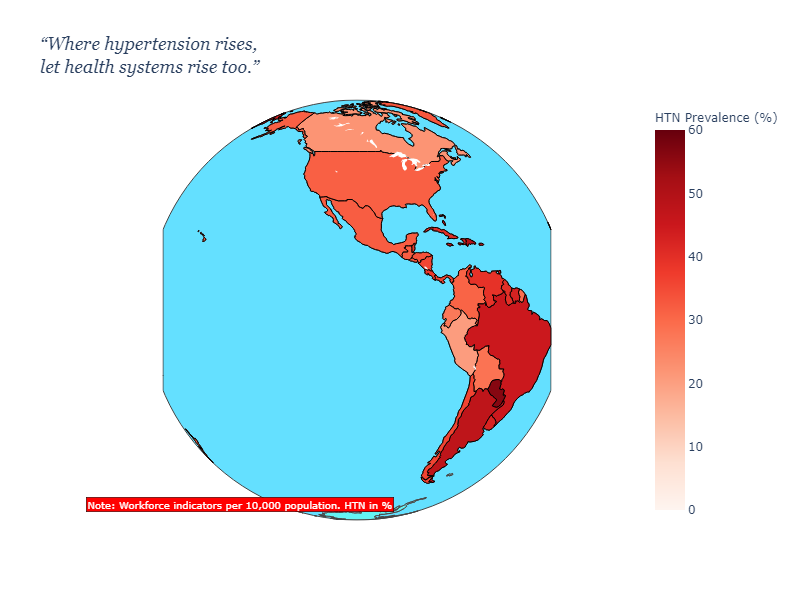 “Where hypertension rises,
let health systems rise too.”
HTN Prevalence (%)
60
50
40
30
20
10
0
Note: Workforce indicators per 10,000 population. HTN in %